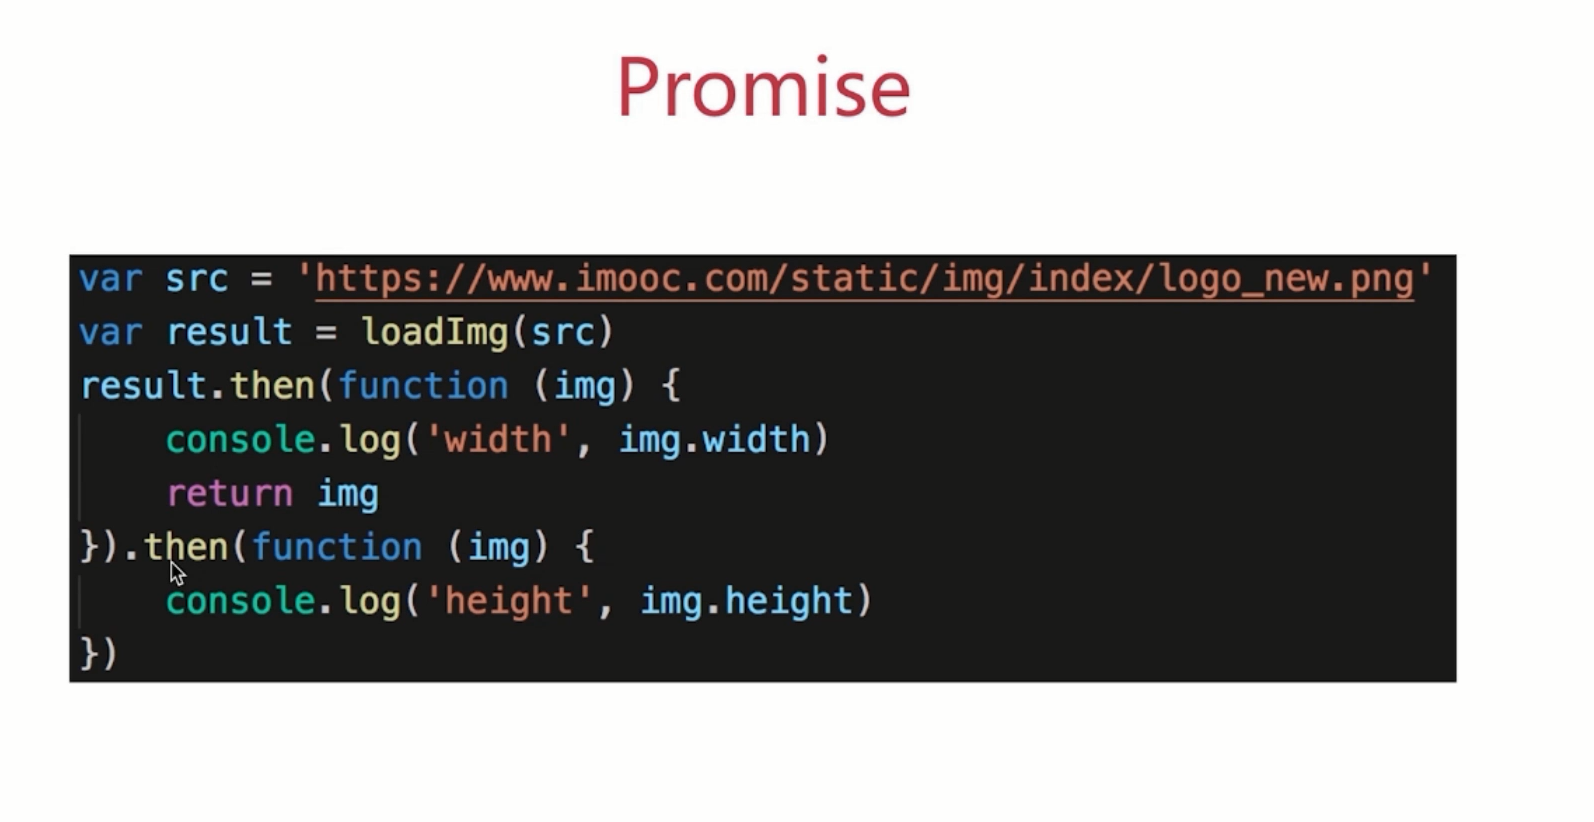 Promise
var src = 'https://www.imooc.com/static/img/index/logo_new.png'
var result = loadImg(src)
result.then(function (img) {
    console.log('width', img.width)
    return img
}).then(function (img) {
    console.log('height', img.height)
})